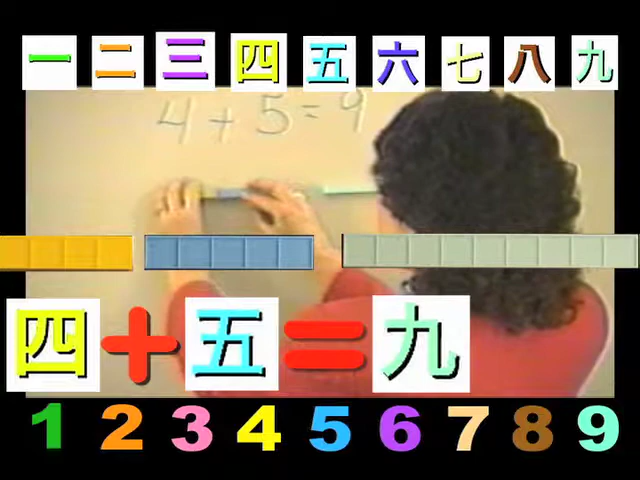 一 二 三 四 五 六 七 八 九
4 + 5 = 9
四 + 五 = 九
1 2 3 4 5 6 7 8 9